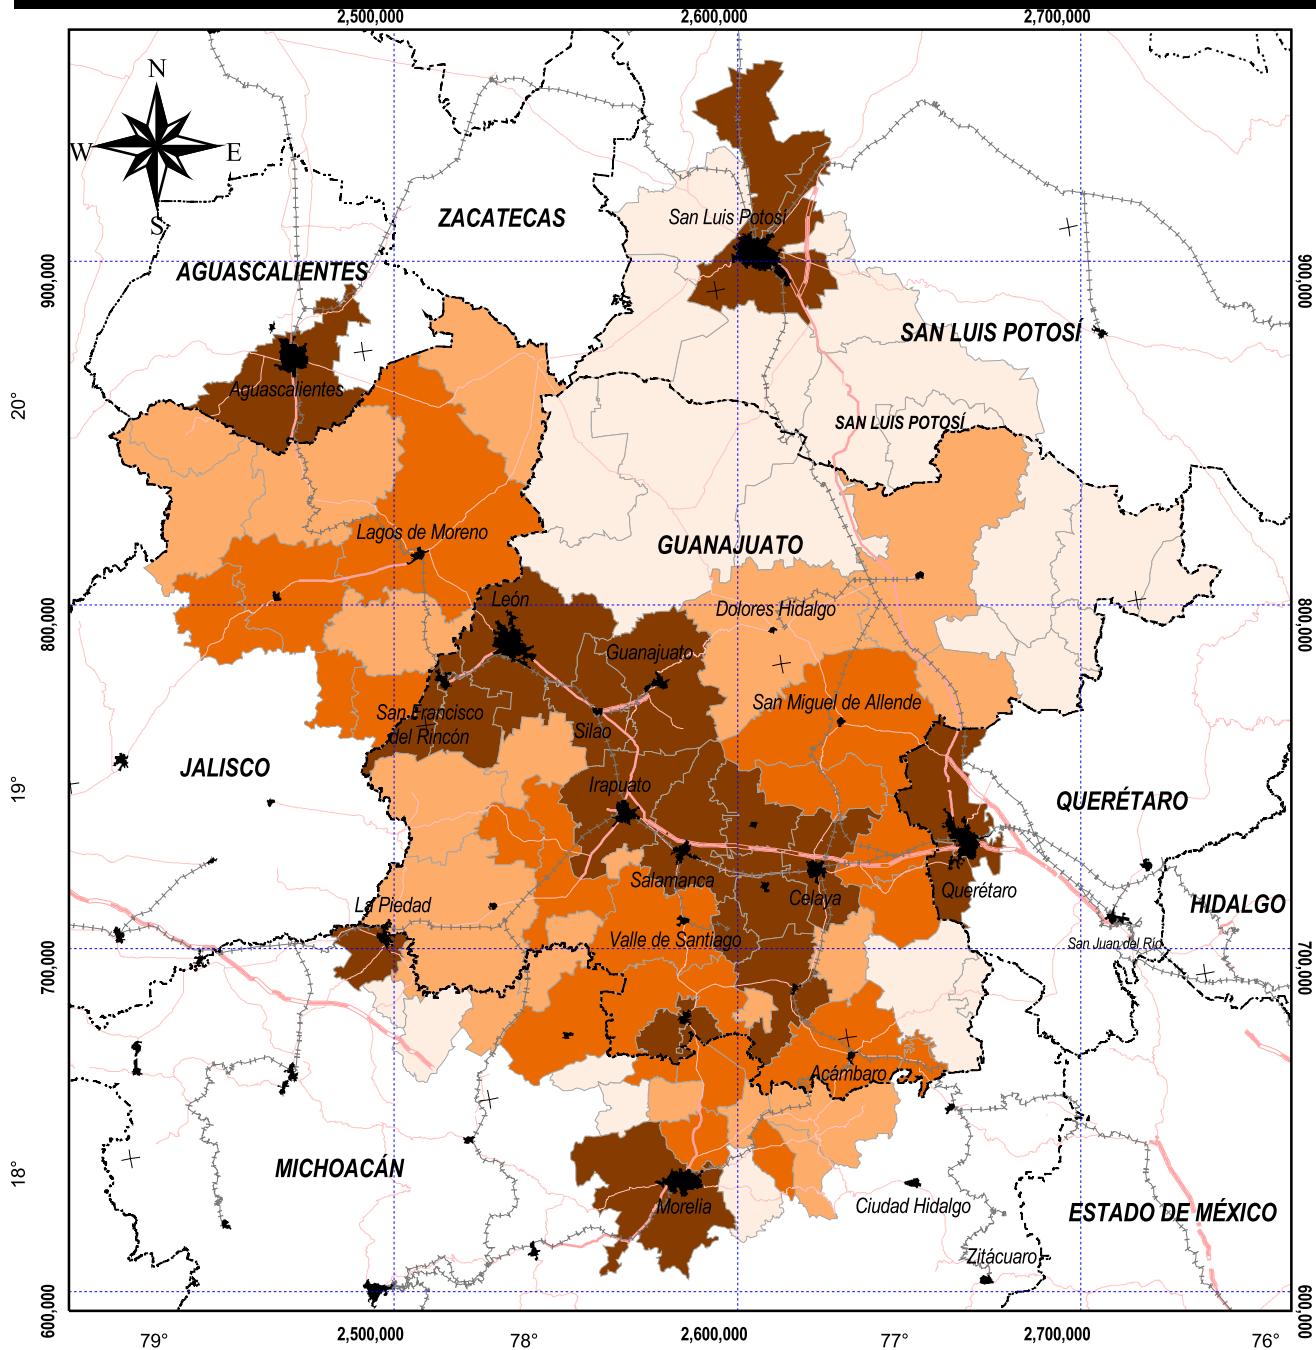 2,500,000 2,600,000 2,700,000
N
W E
S
ZACATECAS
San Luis Potosí
AGUASCALIENTES
900,000 900,000
SAN LUIS POTOSÍ
Aguascalientes
20°
SAN LUIS POTOSÍ
Lagos de Moreno
GUANAJUATO
León
Dolores Hidalgo
800,000 800,000
Guanajuato
San Miguel de Allende
San Francisco
del Rincón
Silao
JALISCO
19°
Irapuato
QUERÉTARO
Salamanca
Celaya
Querétaro
La Piedad
HIDALGO
Valle de Santiago
San Juan del Río
700,000 700,000
Acámbaro
MICHOACÁN
18°
Morelia
Ciudad Hidalgo
ESTADO DE MÉXICO
Zitácuaro
600,000 600,000
2,500,000 2,600,000 2,700,000
79° 78° 77° 76°